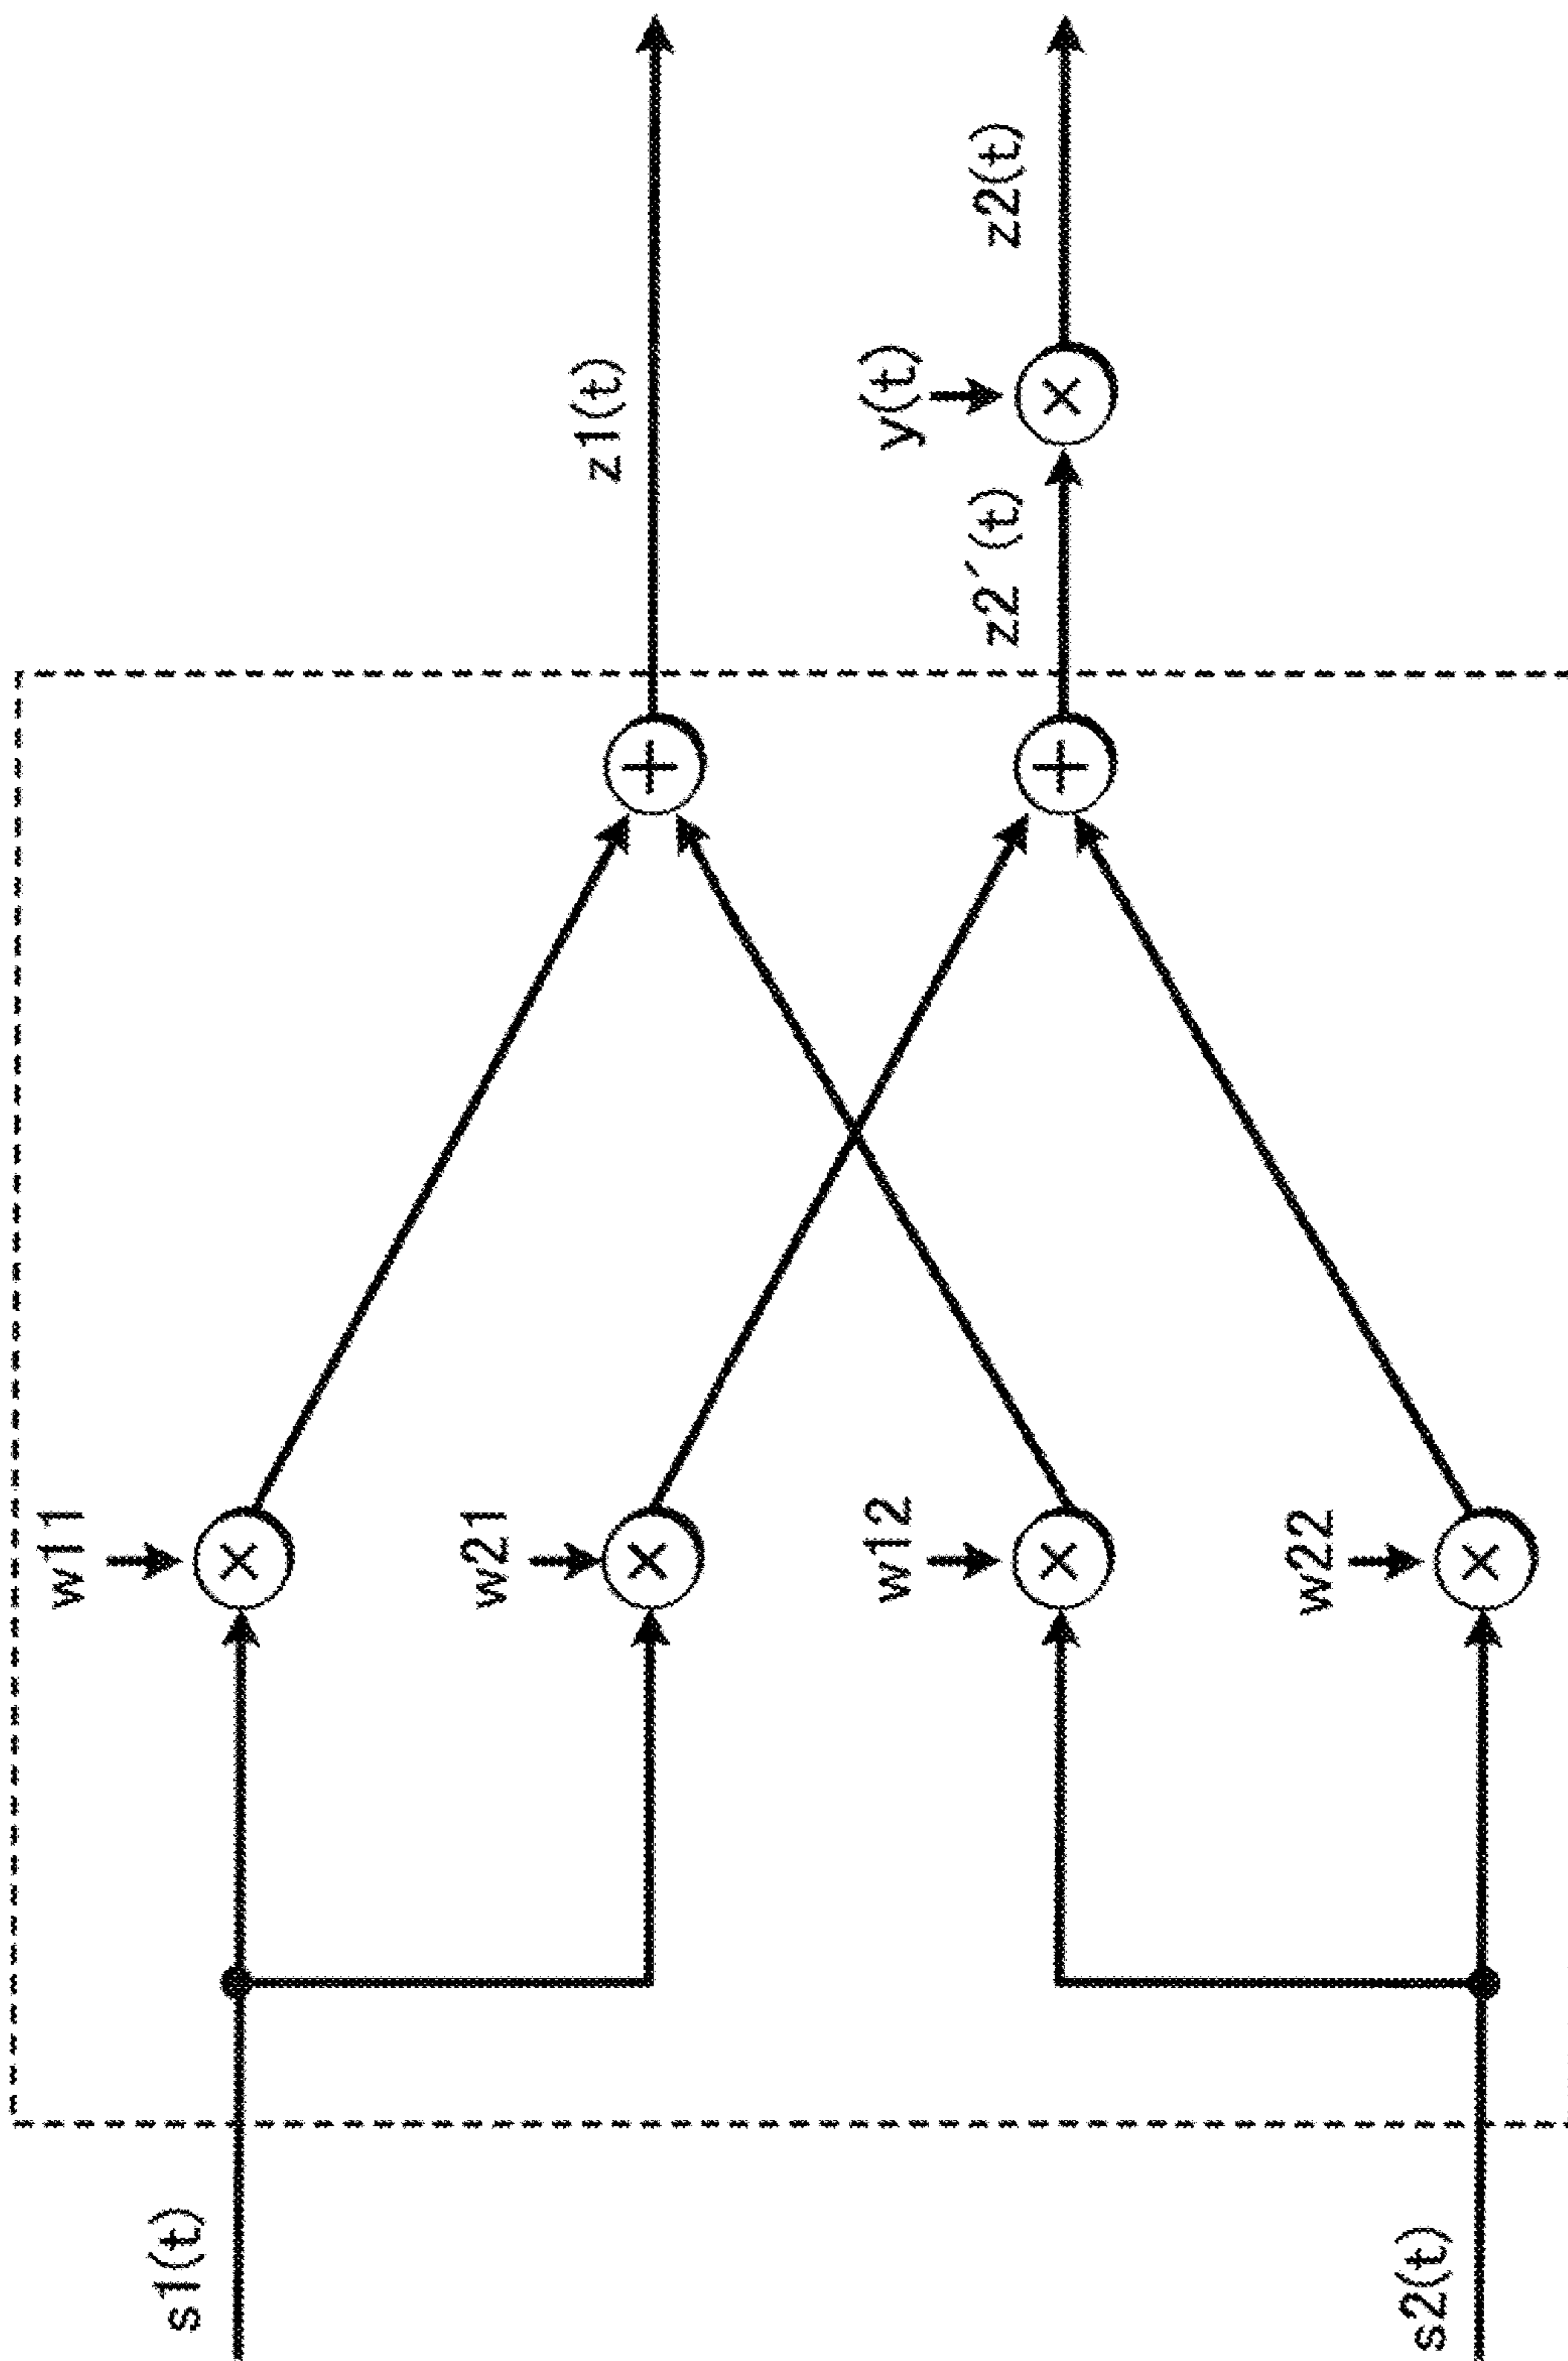 s1(t)
s2(t)
w11
w21
w12
w22
×
×
×
×
+
+
z1(t)
z2´(t)
y(t)
×
z2(t)